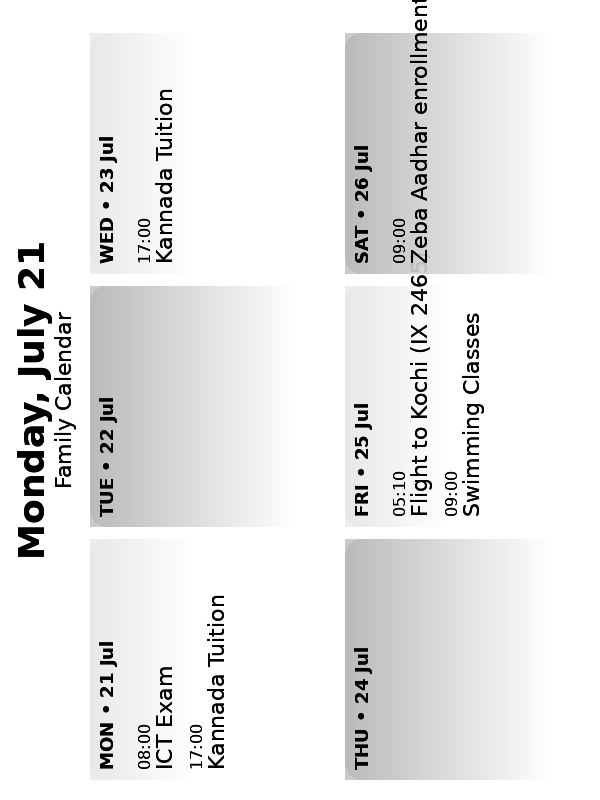 Monday, July 21
Family Calendar
MON • 21 Jul
08:00
ICT Exam
17:00
Kannada Tuition
TUE • 22 Jul
WED • 23 Jul
17:00
Kannada Tuition
THU • 24 Jul
FRI • 25 Jul
05:10
Flight to Kochi (IX 246
09:00
Swimming Classes
SAT • 26 Jul
09:00
Zeba Aadhar enrollment